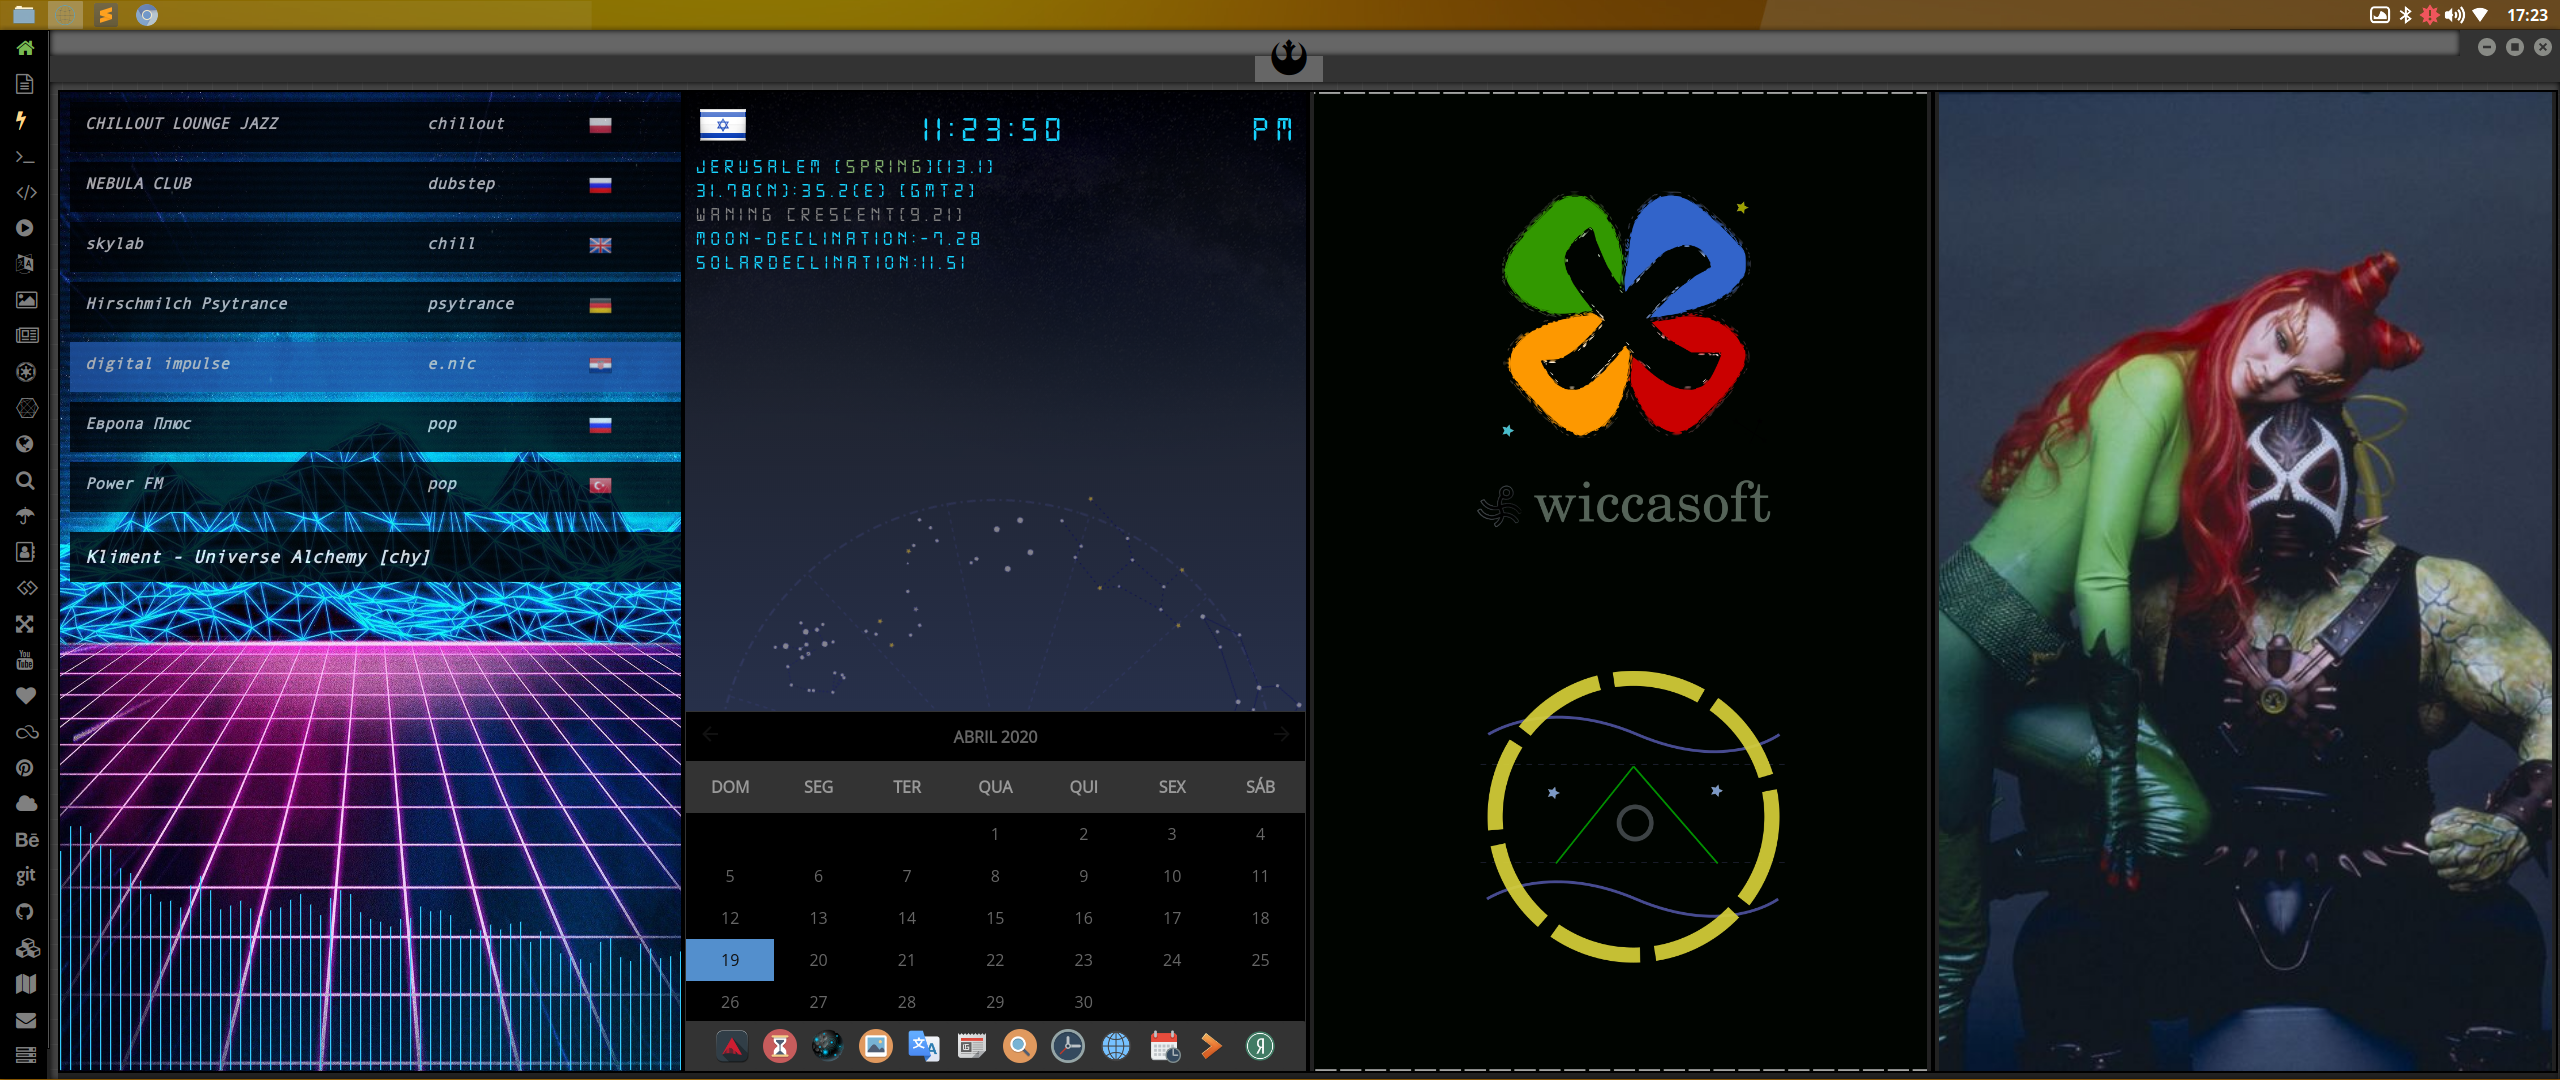 17:23
CHILLOUT LOUNGE JAZZ chillout
NEBULA CLUB dubstep
skylab chill
Hirschmilch Psytrance psytrance
digital impulse e.nic
Европа Плюс pop
Power FM pop
Kliment - Universe Alchemy [chy]
11:23:50 PM
JERUSALEM [SPRING][13.1]
31.78(N):35.2(E) [GMT2]
WANING CRESCENT[9.21]
MOON-DECLINATION:-7.28
SOLARDECLINATION:11.51
ABRIL 2020
DOM SEG TER QUA QUI SEX SÁB
1 2 3 4
5 6 7 8 9 10 11
12 13 14 15 16 17 18
19 20 21 22 23 24 25
26 27 28 29 30
wiccasoft
You
Tube
Bē
git